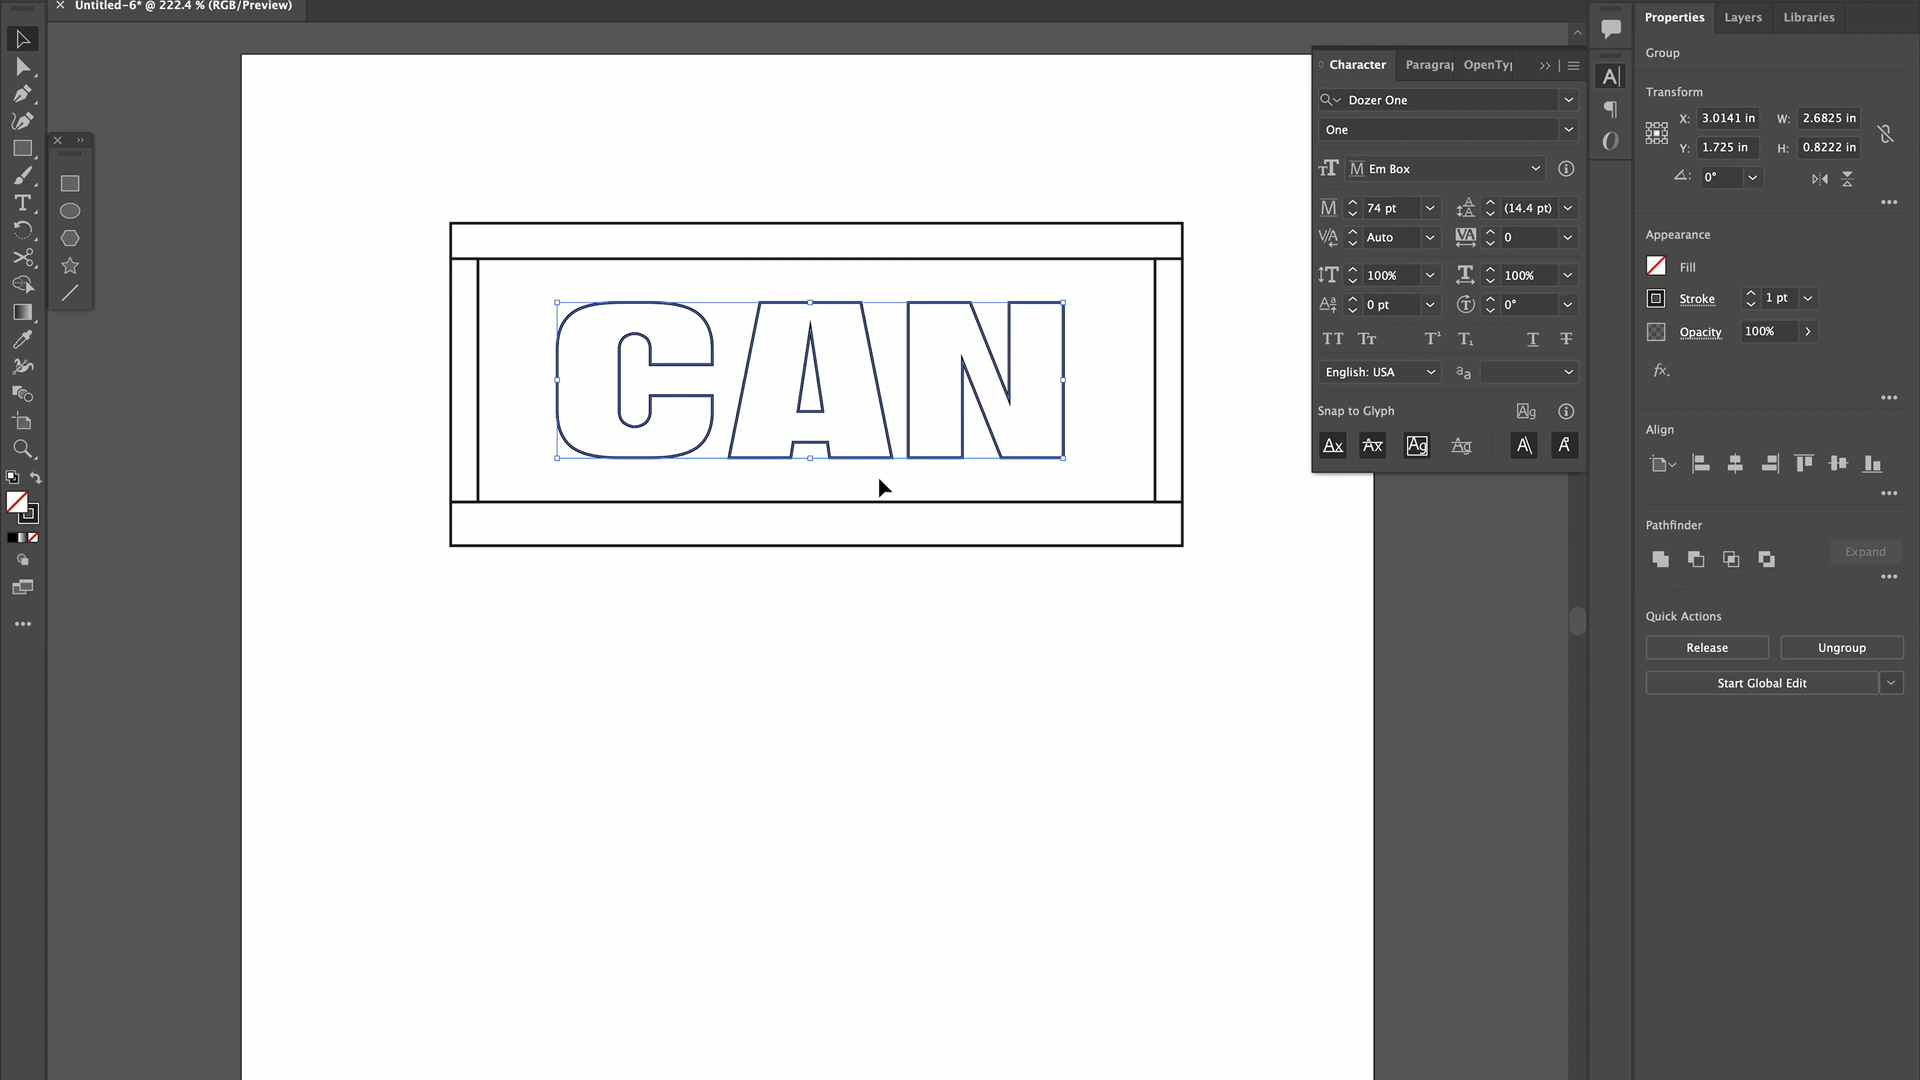 Untitled-6* @ 222.4 % (RGB/Preview)
Properties
Layers
Libraries
Group
Transform
X: 3.0141 in
W: 2.6825 in
Y: 1.725 in
H: 0.8222 in
0°
Appearance
Fill
Stroke
1 pt
Opacity
100%
fx.
Align
Pathfinder
Expand
Quick Actions
Release
Ungroup
Start Global Edit
Character
Paragra
OpenTy
Dozer One
One
Em Box
74 pt
(14.4 pt)
Auto
0
100%
100%
0 pt
0°
English: USA
Snap to Glyph
CAN